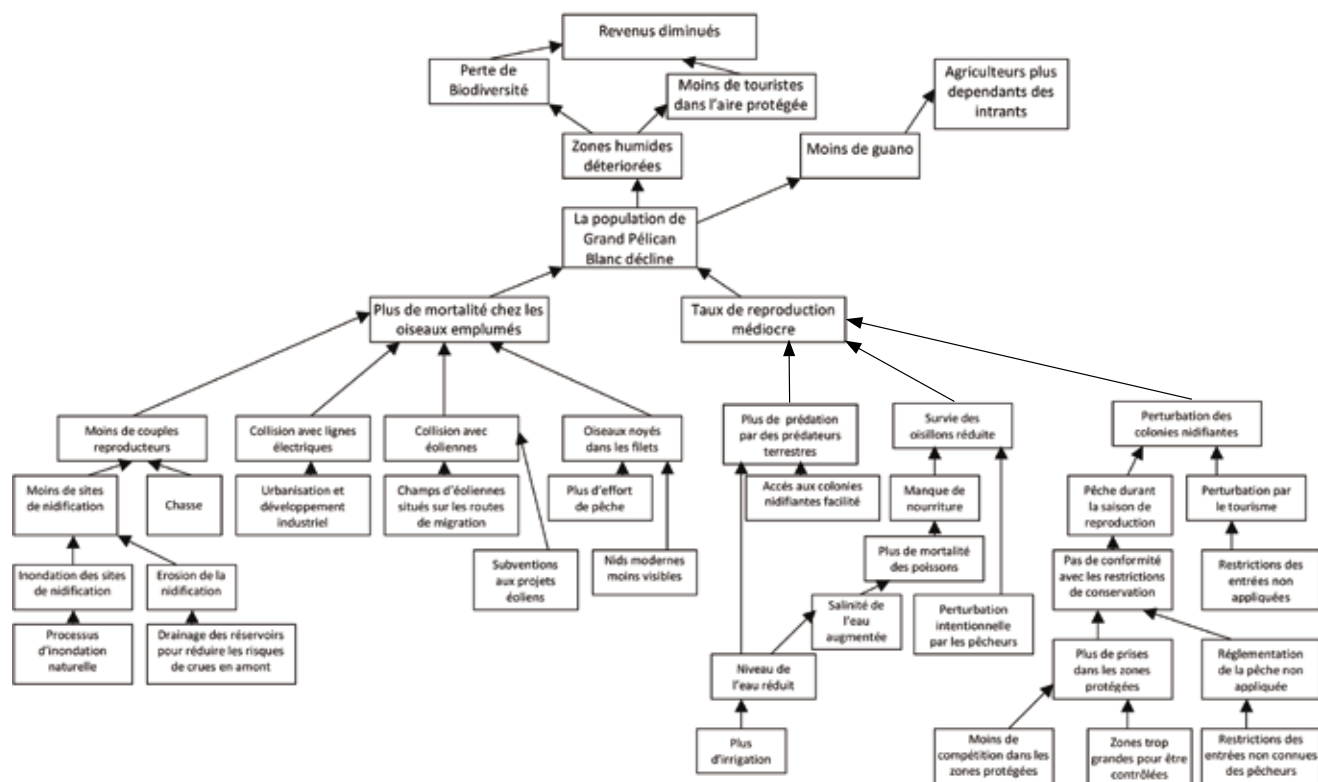 Revenus diminués
Perte de
Biodiversité
Moins de touristes
dans l'aire protégée
Agriculteurs plus
dependants des
intrants
Zones humides
déteriorées
Moins de guano
La population de
Grand Pélican
Blanc décline
Plus de mortalité chez les
oiseaux emplumés
Taux de reproduction
médiocre
Moins de couples
reproducteurs
Collision avec lignes
électriques
Collision avec
éoliennes
Oiseaux noyés
dans les filets
Plus de prédation
par des prédateurs
terrestres
Survie des
oisillons réduite
Perturbation des
colonies nidifiantes
Moins de sites
de nidification
Chasse
Urbanisation et
développement
industriel
Champs d'éoliennes
situés sur les routes
de migration
Plus d'effort
de pêche
Accés aux colonies
nidifiantes facilité
Manque de
nourriture
Pêche durant
la saison de
reproduction
Perturbation par
le tourisme
Inondation des sites
de nidification
Erosion de la
nidification
Subventions
aux projets
éoliens
Nids modernes
moins visibles
Plus de mortalité
des poissons
Pas de conformité
avec les restrictions
de conservation
Restrictions des
entrées non
appliquées
Processus
d'inondation
naturelle
Drainage des réservoirs
pour réduire les risques
de crues en amont
Salinité de
l'eau
augmentée
Perturbation
intentionnelle
par les pêcheurs
Niveau de
l'eau réduit
Plus de prises
dans les zones
protégées
Réglementation
de la pêche non
appliquée
Plus
d'irrigation
Moins de
compétition dans les
zones protégées
Zones trop
grandes pour être
contrôlées
Restrictions des
entrées non connues
des pêcheurs